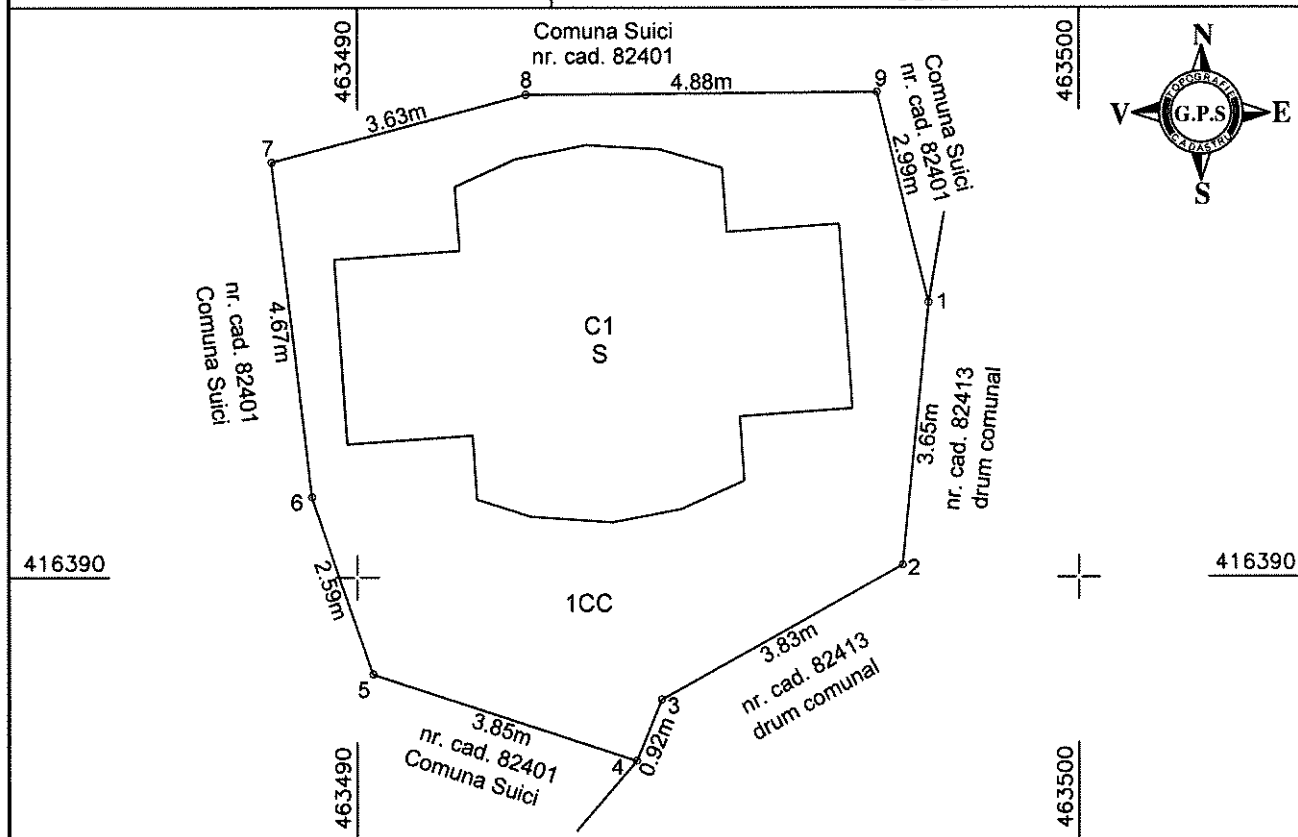 463490
Comuna Suici
nr. cad. 82401
463500
8
4.88m
9
Comuna Suici
nr. cad. 82401
2.99m
N
V
E
S
TOPOGRAFIE
G.P.S
CADASTRU
7
3.63m
1
nr. cad. 82401
Comuna Suici
4.67m
C1
S
3.65m
nr. cad. 82413
drum comunal
6
416390
2.59m
2
416390
1CC
3.83m
nr. cad. 82413
drum comunal
5
3
3.85m
nr. cad. 82401
Comuna Suici
4
0.92m
463490
463500